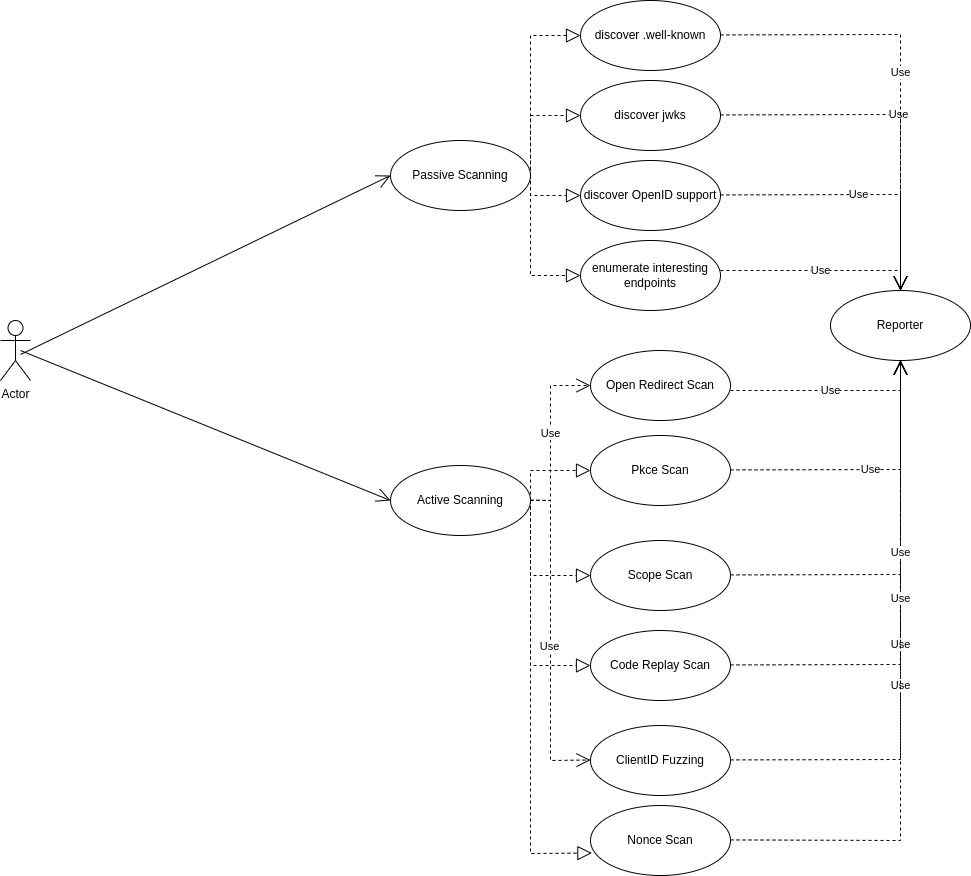 discover .well-known
Use
discover jwks
Use
Passive Scanning
discover OpenID support
Use
enumerate interesting
endpoints
Use
Reporter
Actor
Open Redirect Scan
Use
Use
Pkce Scan
Use
Active Scanning
Use
Scope Scan
Use
Use
Use
Code Replay Scan
Use
ClientID Fuzzing
Nonce Scan